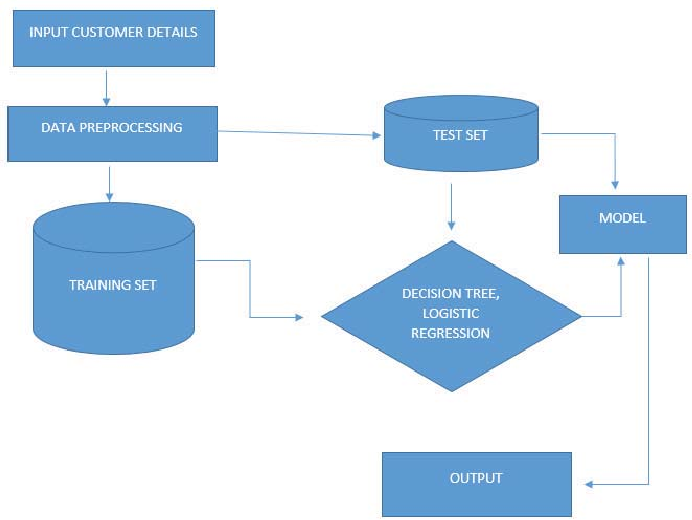 INPUT CUSTOMER DETAILS
DATA PREPROCESSING
TEST SET
MODEL
TRAINING SET
DECISION TREE,
LOGISTIC
REGRESSION
OUTPUT